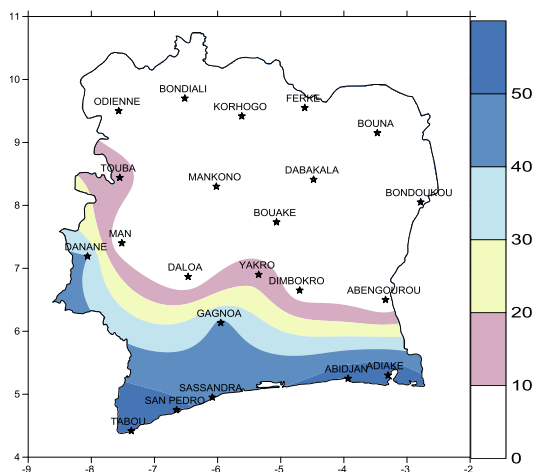 11
BONDIALI
ODIENNE
FERKE
KORHOGO
10
50
BOUNA
9
40
TOUBA
MANKONO
DABAKALA
BONDOUKOU
8
BOUAKE
30
MAN
DANANE
YAKRO
DALOA
7
DIMBOKRO
ABENGOUROU
20
GAGNOA
6
10
ABIDJAN
ADIAKE
5
SASSANDRA
SAN PEDRO
TABOU
4
0
-9 -8 -7 -6 -5 -4 -3 -2